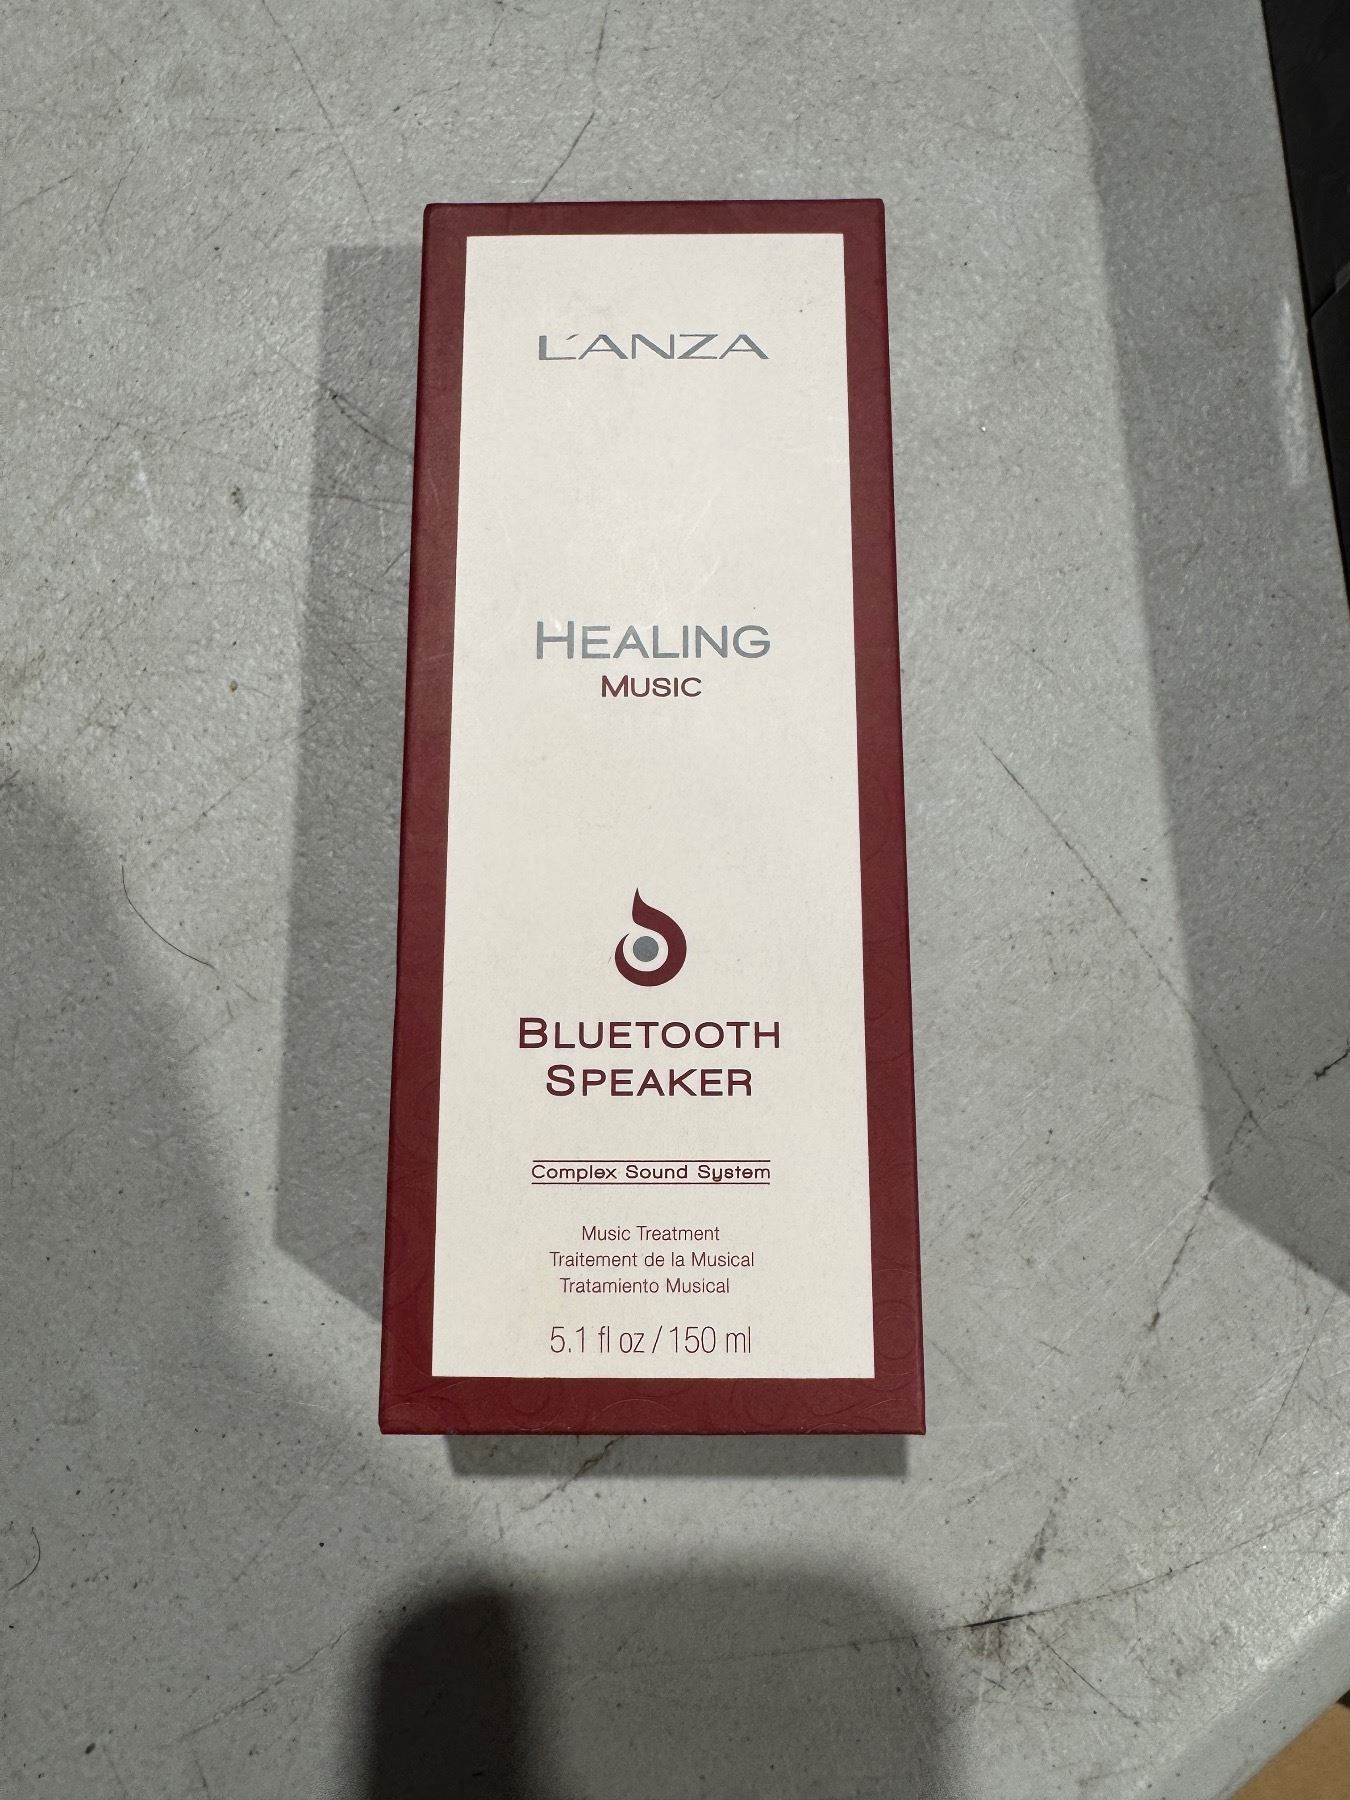 L'ANZA
HEALING
MUSIC
BLUETOOTH
SPEAKER
Complex Sound System
Music Treatment
Traitement de la Musical
Tratamiento Musical
5.1 fl oz / 150 ml